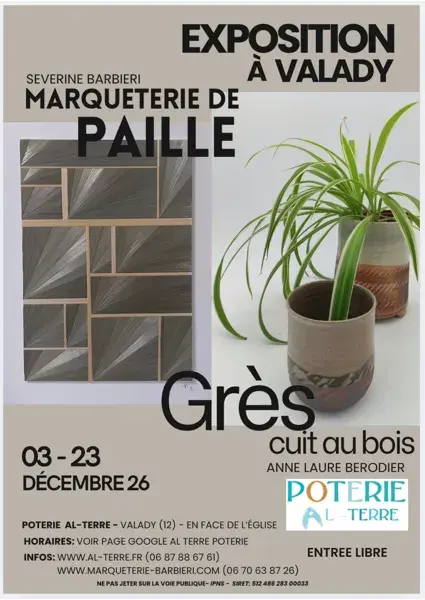 EXPOSITION
À VALADY
SEVERINE BARBIERI
MARQUETERIE DE
PAILLE
Grès
cuit au bois
ANNE LAURE BERODIER
03 - 23
DÉCEMBRE 26
POTERIE
AL-TERRE
POTERIE AL-TERRE - VALADY (12) - EN FACE DE L'ÉGLISE
HORAIRES: VOIR PAGE GOOGLE AL TERRE POTERIE
INFOS: WWW.AL-TERRE.FR (06 87 88 67 61)
WWW.MARQUETERIE-BARBIERI.COM (06 70 63 87 26)
ENTREE LIBRE
NE PAS JETER SUR LA VOIE PUBLIQUE- IPNS - SIRET: 512 486 283 00033